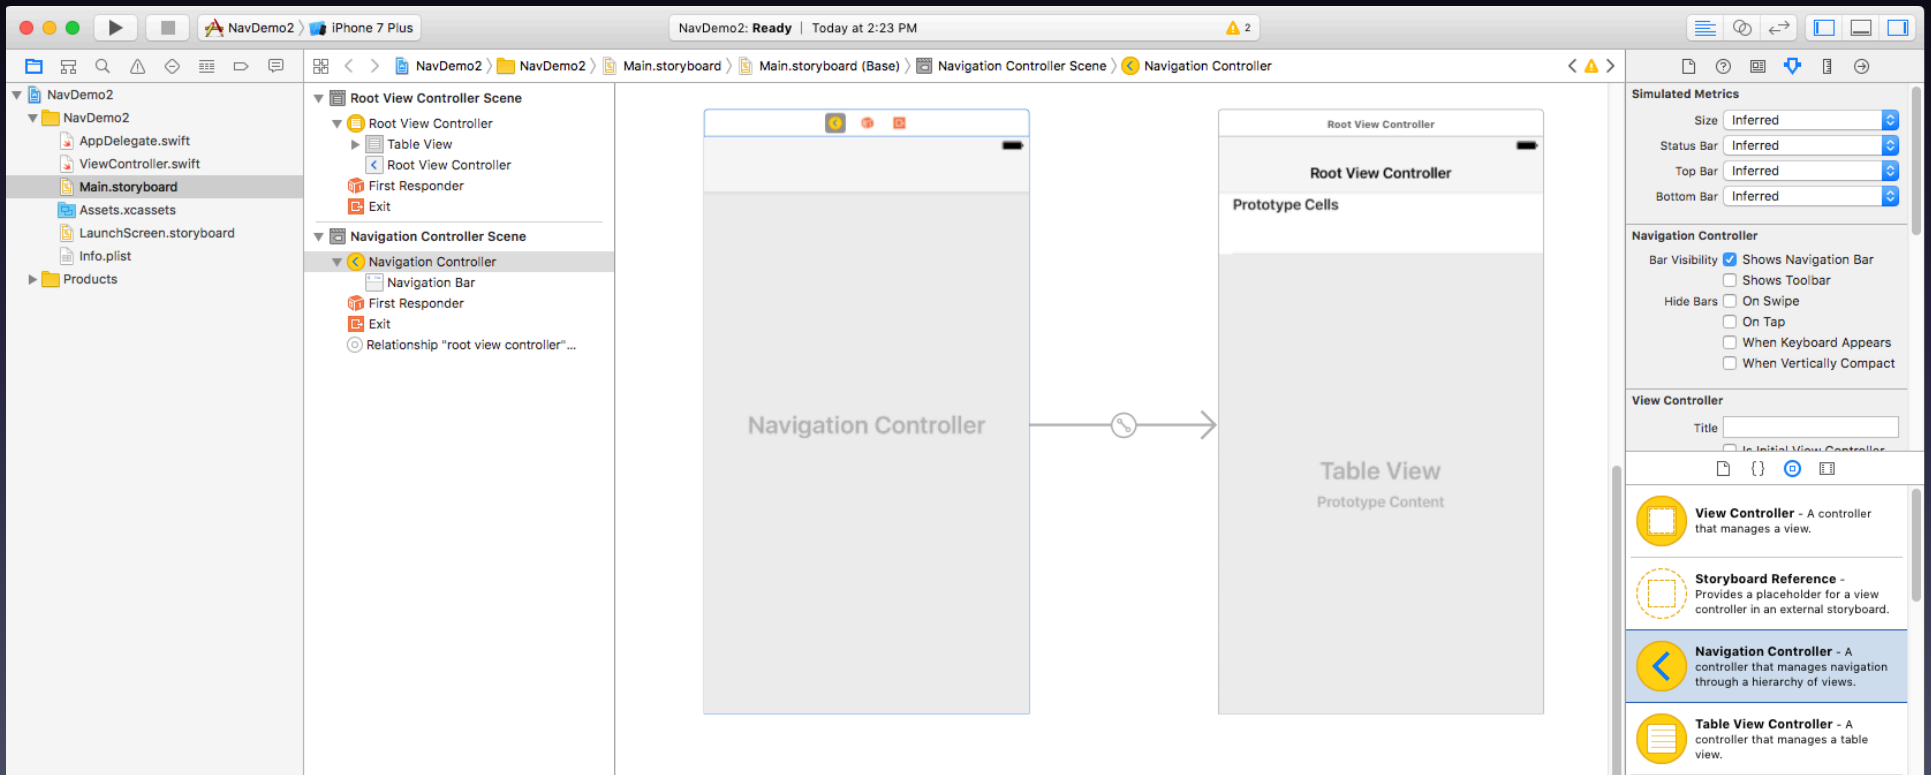 NavDemo2 iPhone 7 Plus
NavDemo2: Ready | Today at 2:23 PM
2
NavDemo2 NavDemo2 Main.storyboard Main.storyboard (Base) Navigation Controller Scene Navigation Controller
NavDemo2
NavDemo2
AppDelegate.swift
ViewController.swift
Main.storyboard
Assets.xcassets
LaunchScreen.storyboard
Info.plist
Products
Root View Controller Scene
Root View Controller
Table View
Root View Controller
First Responder
Exit
Navigation Controller Scene
Navigation Controller
Navigation Bar
First Responder
Exit
Relationship "root view controller"...
Navigation Controller
Root View Controller
Root View Controller
Prototype Cells
Table View
Prototype Content
Simulated Metrics
Size Inferred
Status Bar Inferred
Top Bar Inferred
Bottom Bar Inferred
Navigation Controller
Bar Visibility Shows Navigation Bar
Shows Toolbar
Hide Bars On Swipe
On Tap
When Keyboard Appears
When Vertically Compact
View Controller
Title
Is Initial View Controller
{}
View Controller - A controller
that manages a view.
Storyboard Reference -
Provides a placeholder for a view
controller in an external storyboard.
Navigation Controller - A
controller that manages navigation
through a hierarchy of views.
Table View Controller - A
controller that manages a table
view.